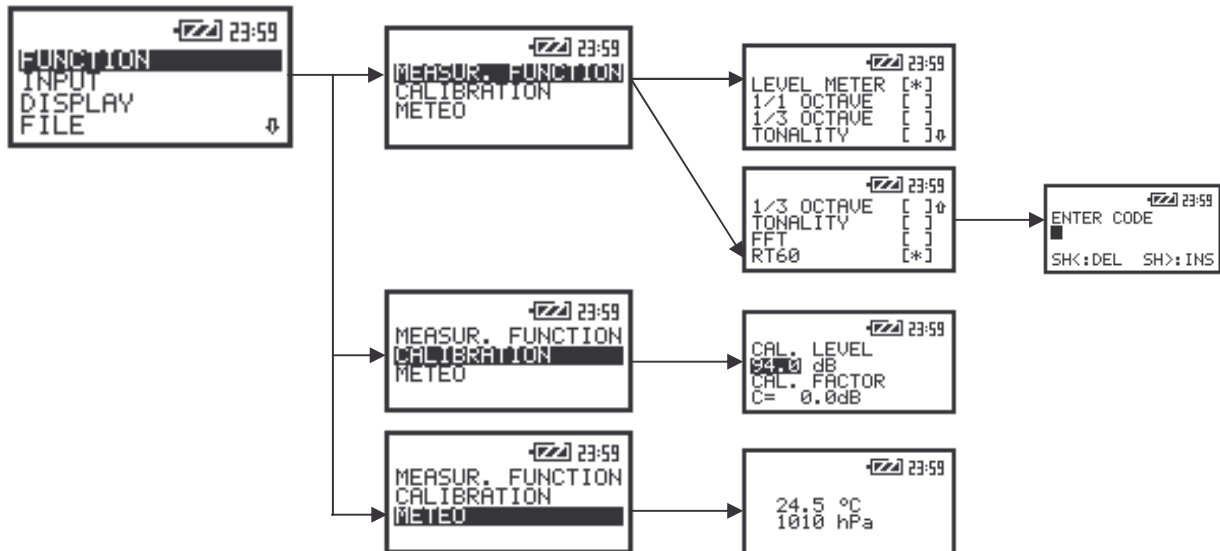 23:59
FUNCTION
INPUT
DISPLAY
FILE
23:59
MEASUR. FUNCTION
CALIBRATION
METEO
23:59
LEVEL METER [*]
1/1 OCTAVE [ ]
1/3 OCTAVE [ ]
TONALITY [ ]
23:59
1/3 OCTAVE [ ]
TONALITY [ ]
FFT [ ]
RT60 [*]
23:59
ENTER CODE
SH<:DEL SH>:INS
23:59
MEASUR. FUNCTION
CALIBRATION
METEO
23:59
CAL. LEVEL
94.0 dB
CAL. FACTOR
C= 0.0dB
23:59
MEASUR. FUNCTION
CALIBRATION
METEO
23:59
24.5 ºC
1010 hPa